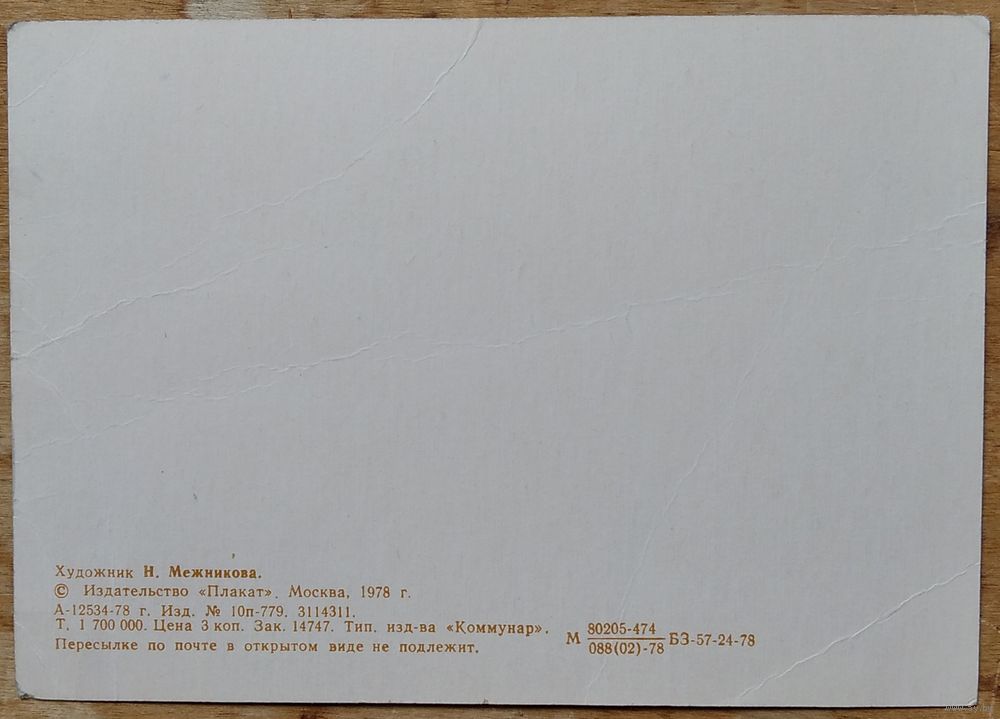 Художник Н. Межникова.
© Издательство «Плакат». Москва, 1978 г.
А-12534-78 г. Изд. № 10п-779. 3114311.
Т. 1 700 000. Цена 3 коп. Зак. 14747. Тип. изд-ва «Коммунар».
Пересылке по почте в открытом виде не подлежит.
М 80205-474
088(02)-78 БЗ-57-24-78